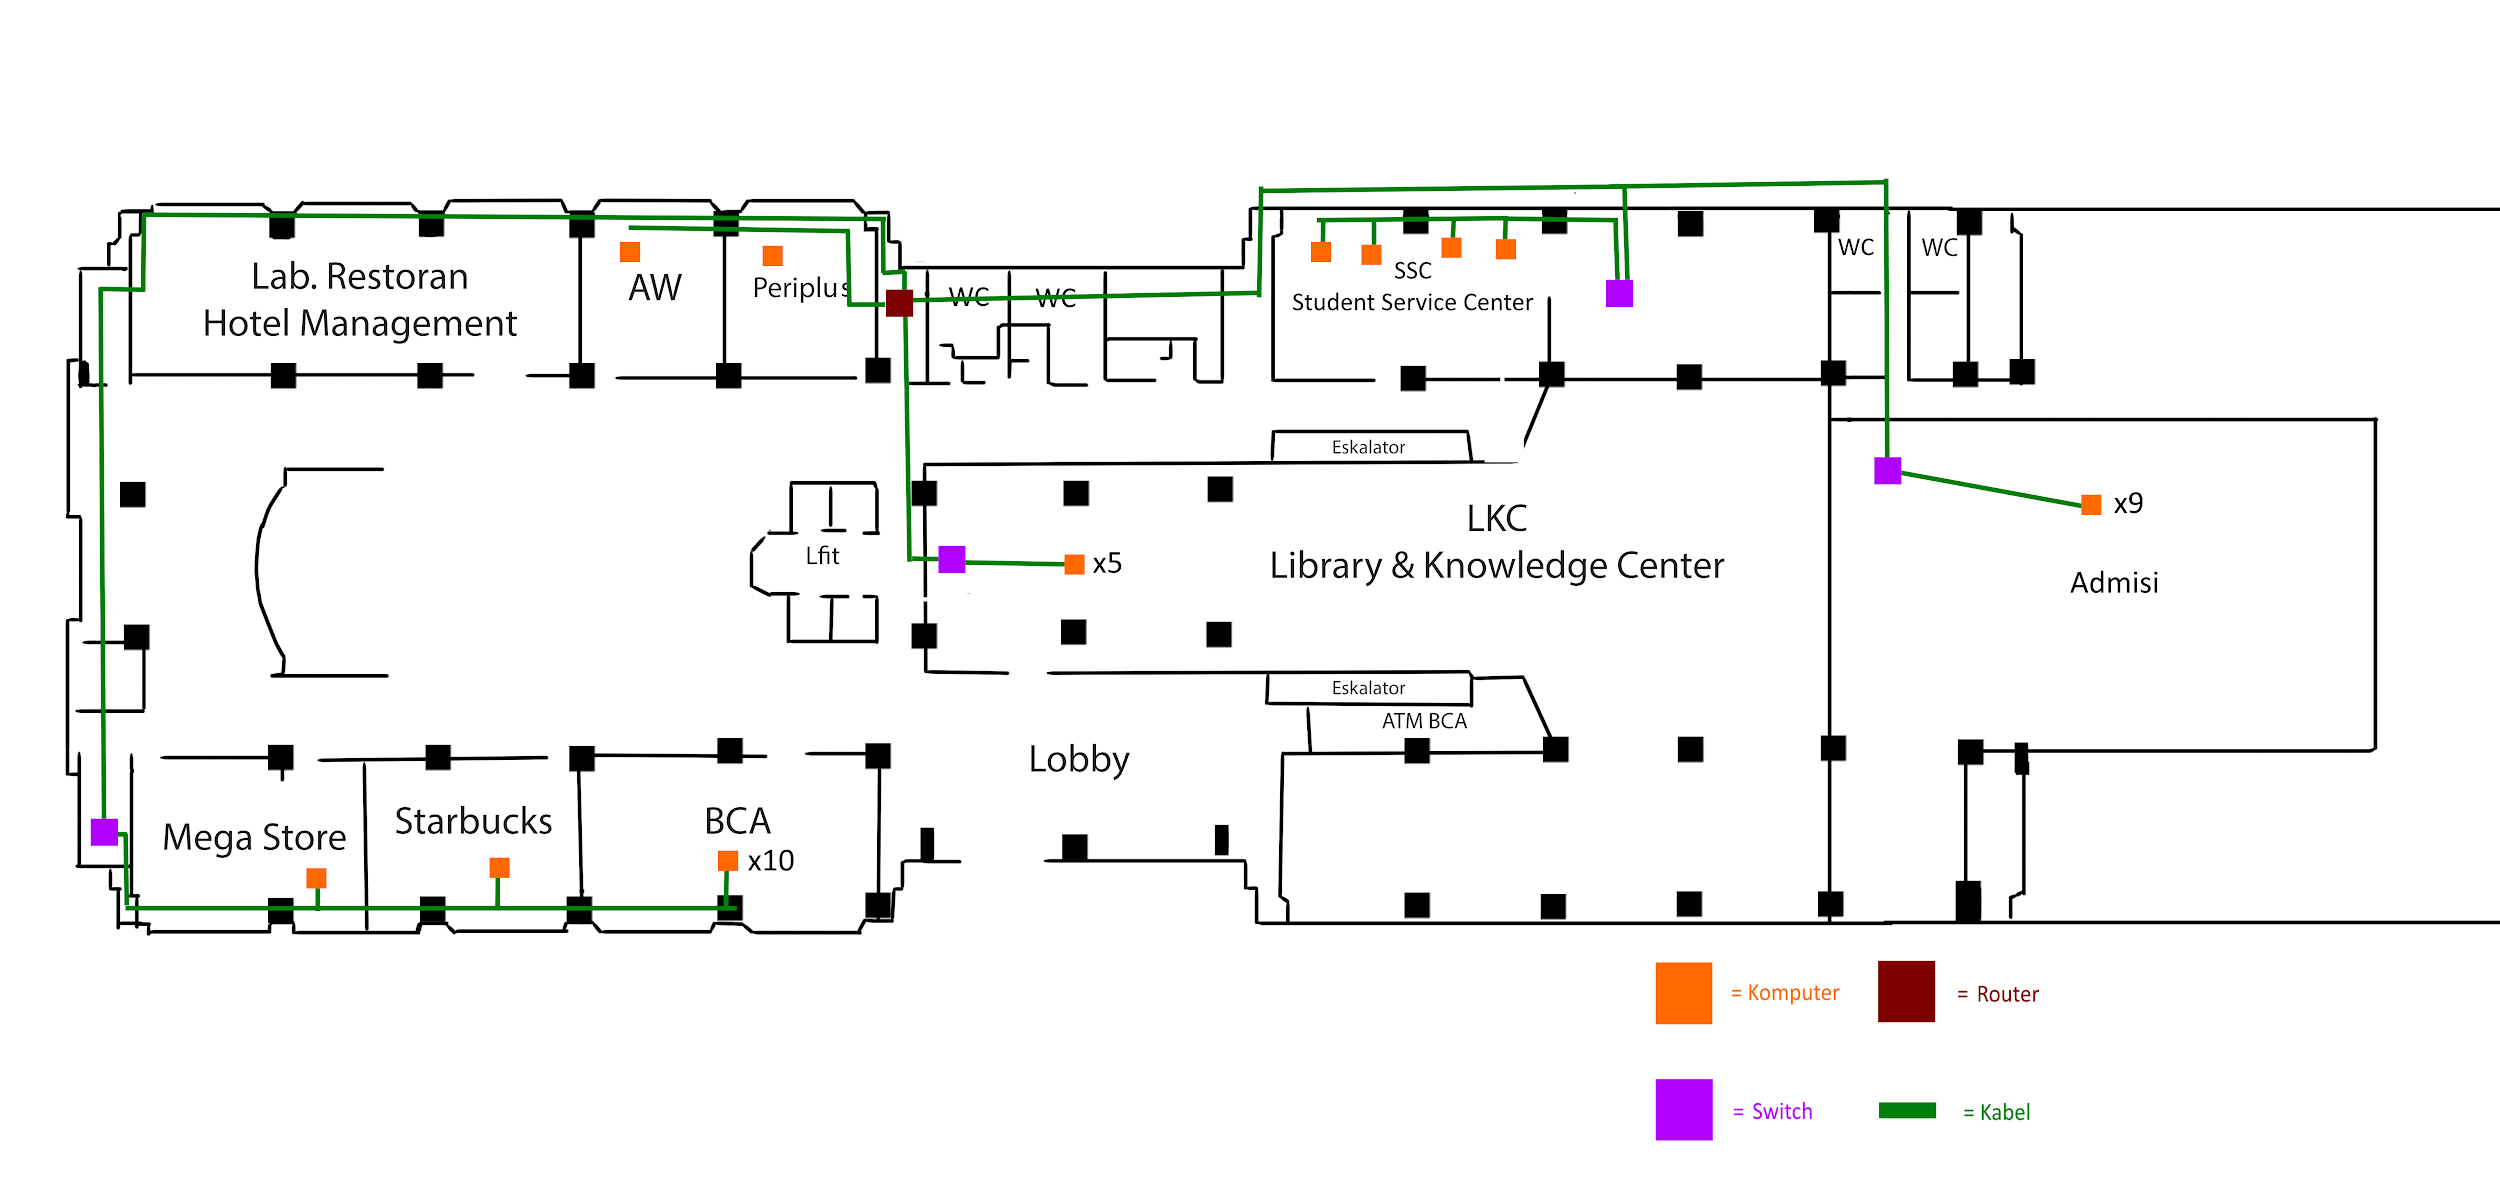 Lab. Restoran
Hotel Management
AW
Periplus
WC
WC
SSC
Student Service Center
WC
WC
Eskalator
LKC
Library & Knowledge Center
Lfit
x5
x9
Admisi
Eskalator
ATM BCA
Lobby
Mega Store
Starbucks
BCA
x10
= Komputer
= Router
= Switch
= Kabel